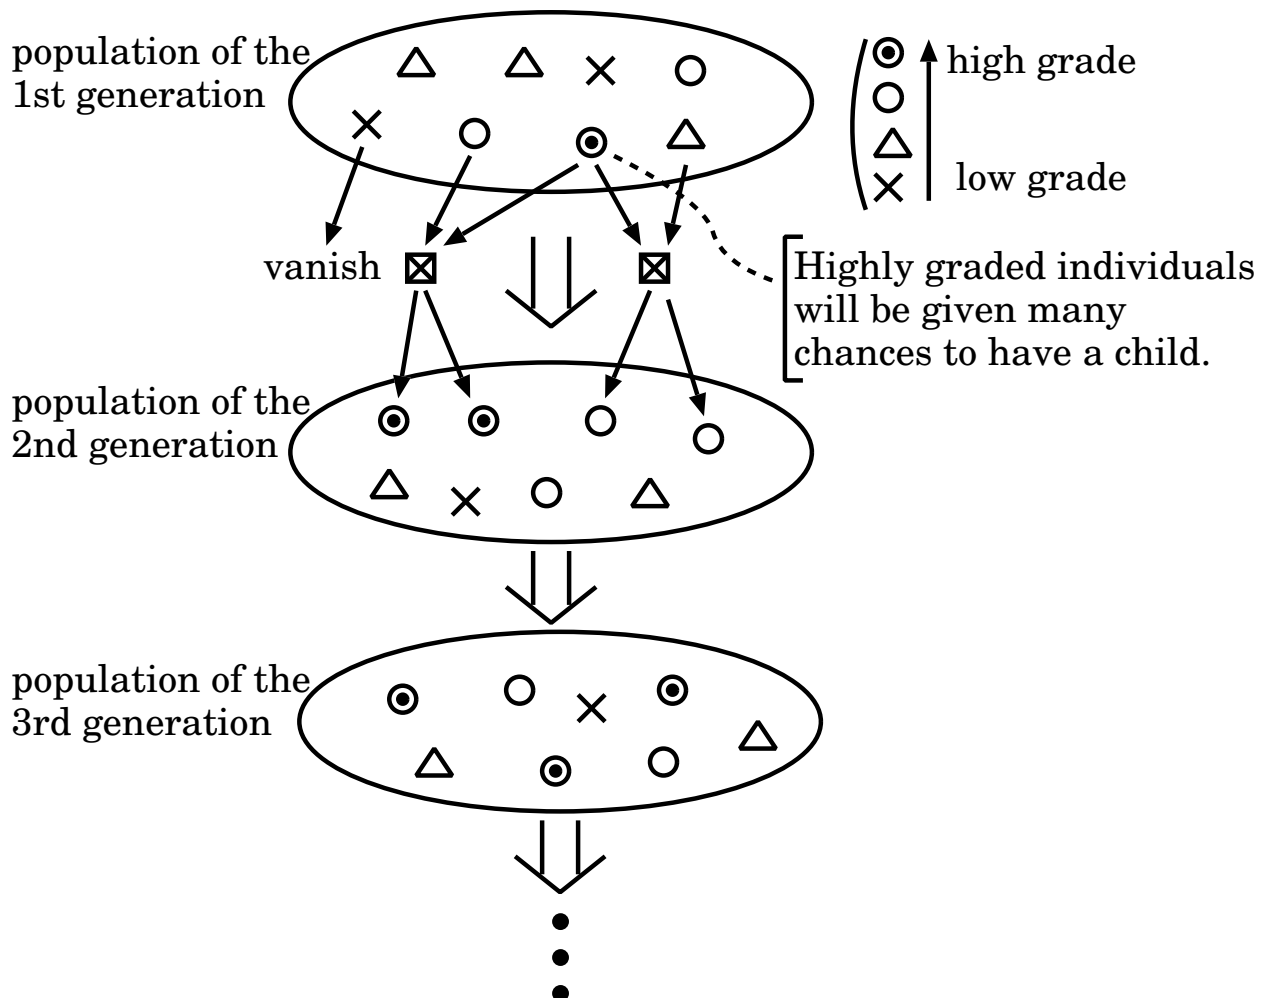 population of the
1st generation
high grade
low grade
vanish
Highly graded individuals
will be given many
chances to have a child.
population of the
2nd generation
population of the
3rd generation